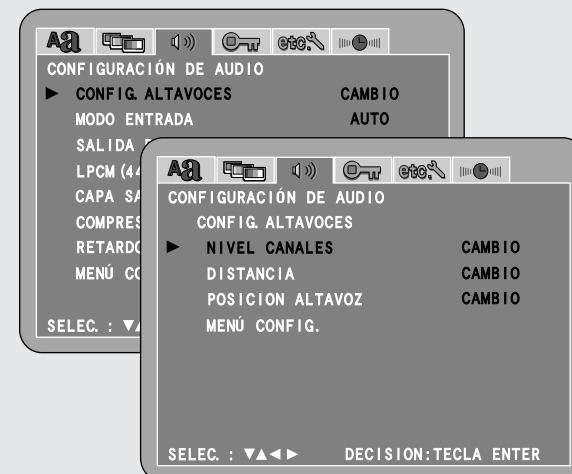 Aa etc.
CONFIGURACIÓN DE AUDIO
▶ CONFIG. ALTAVOCES CAMBIO
MODO ENTRADA AUTO
SALIDA
LPCM (44
CAPA SA
COMPRES
RETARDO
MENÚ CO
SELEC. : ▼▲
Aa etc.
CONFIGURACIÓN DE AUDIO
CONFIG. ALTAVOCES
▶ NIVEL CANALES CAMBIO
DISTANCIA CAMBIO
POSICION ALTAVOZ CAMBIO
MENÚ CONFIG.
SELEC. : ▼▲◀▶ DECISION:TECLA ENTER